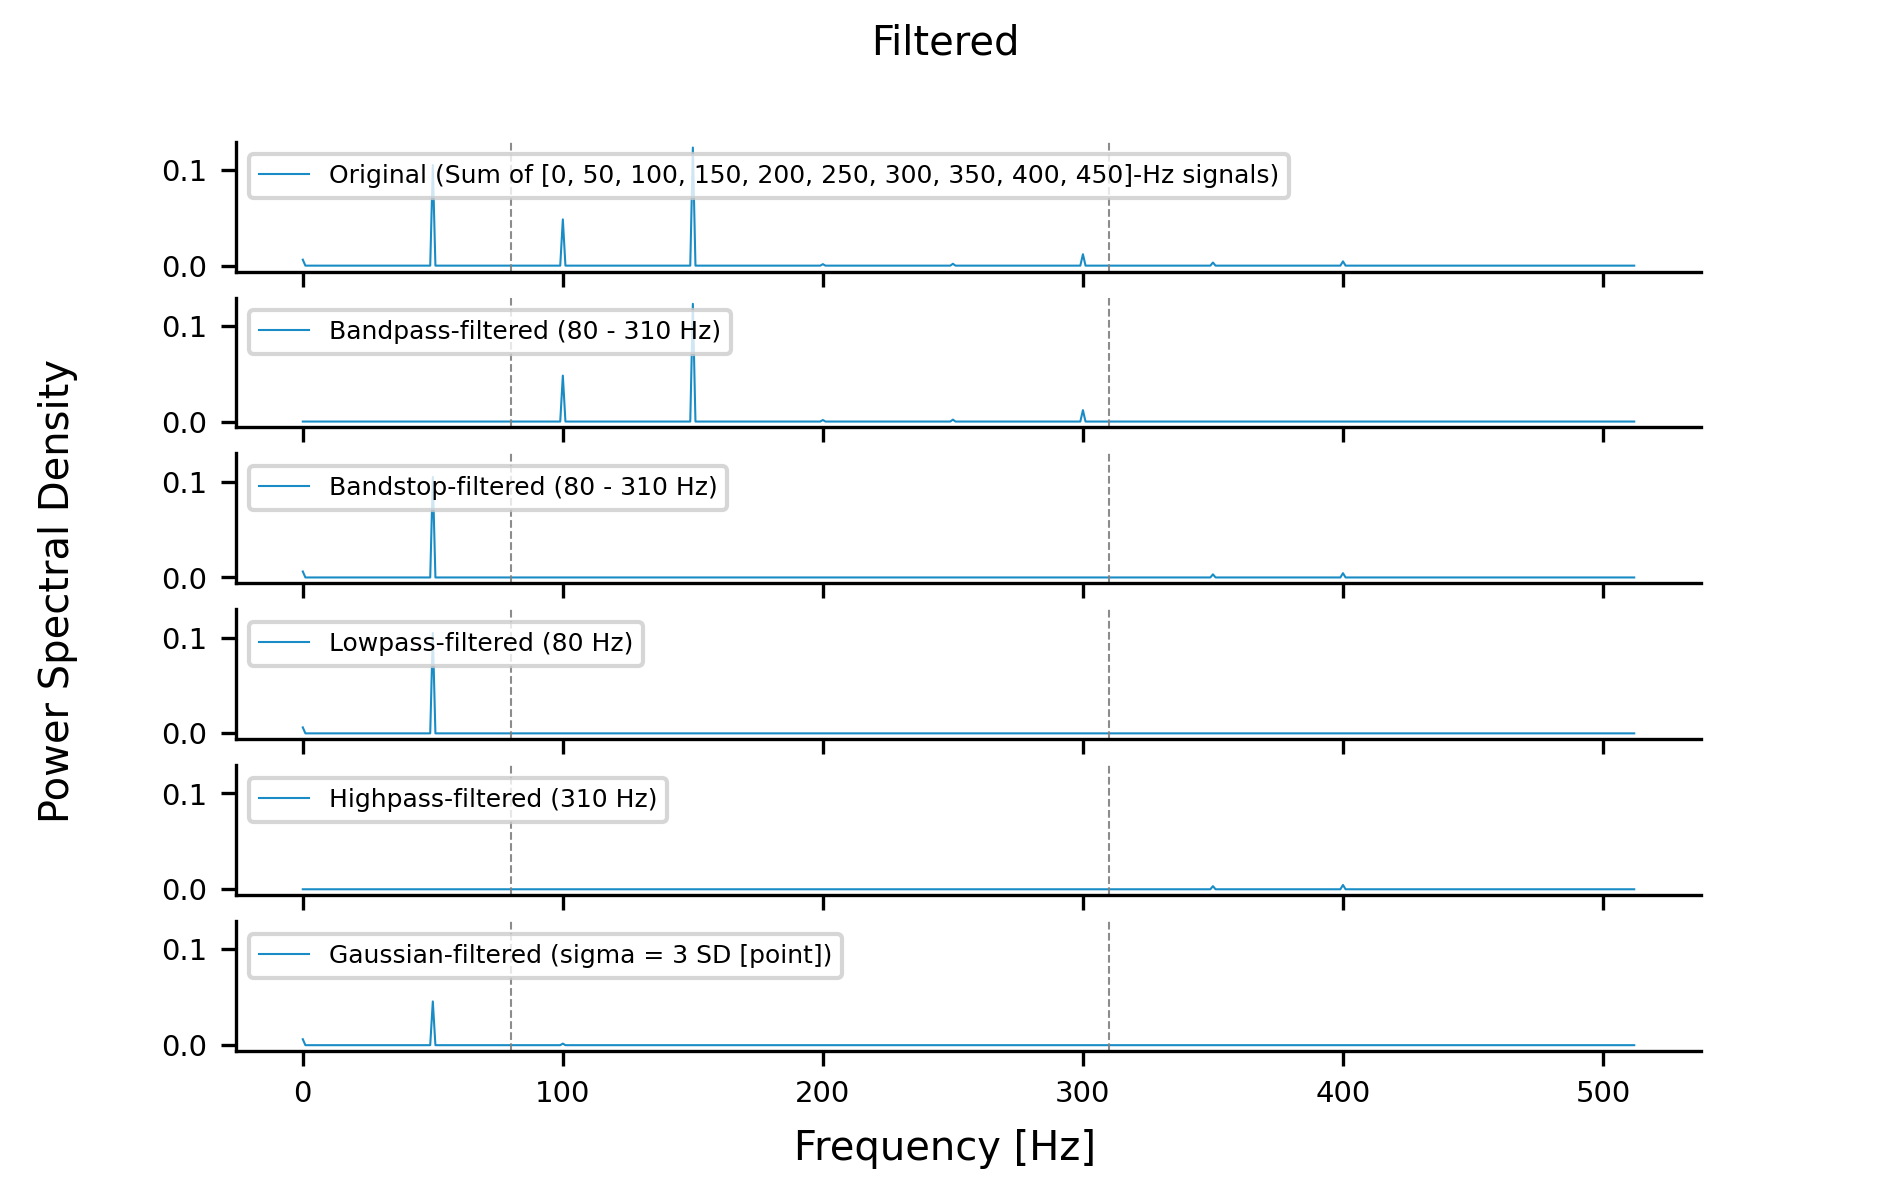 Filtered
Power Spectral Density
0.1
0.0
Original (Sum of [0, 50, 100, 150, 200, 250, 300, 350, 400, 450]-Hz signals)
0.1
0.0
Bandpass-filtered (80 - 310 Hz)
0.1
0.0
Bandstop-filtered (80 - 310 Hz)
0.1
0.0
Lowpass-filtered (80 Hz)
0.1
0.0
Highpass-filtered (310 Hz)
0.1
0.0
Gaussian-filtered (sigma = 3 SD [point])
0 100 200 300 400 500
Frequency [Hz]